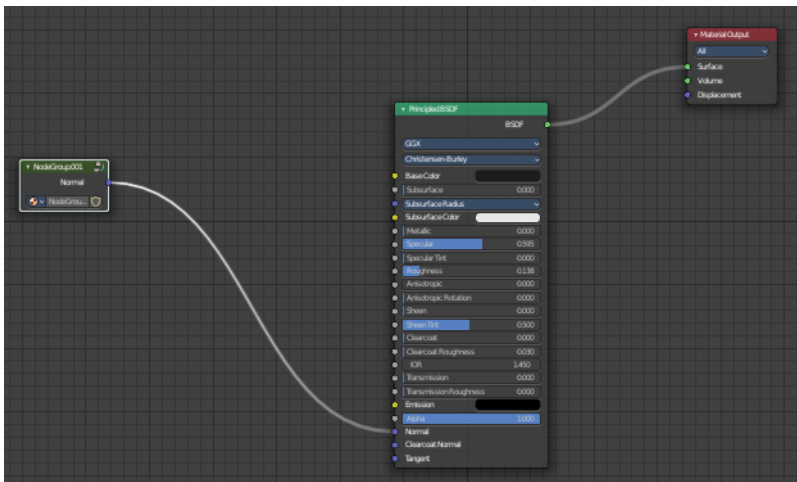 Material Output
All
Surface
Volume
Displacement
Principled BSDF
BSDF
GGX
Christensen-Burley
Base Color
Subsurface 0.000
Subsurface Radius
Subsurface Color
Metallic 0.000
Specular 0.595
Specular Tint 0.000
Roughness 0.138
Anisotropic 0.000
Anisotropic Rotation 0.000
Sheen 0.000
Sheen Tint 0.500
Clearcoat 0.000
Clearcoat Roughness 0.030
IOR 1.450
Transmission 0.000
Transmission Roughness 0.000
Emission
Alpha 1.000
Normal
Clearcoat Normal
Tangent
NodeGroup.001
Normal
NodeGrou...